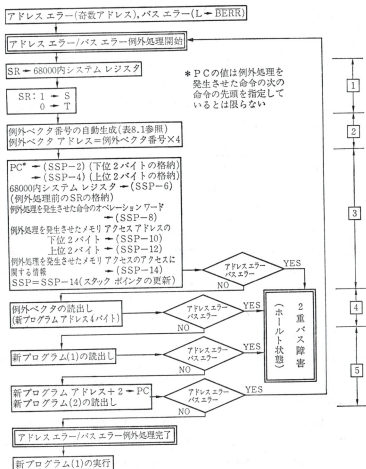 アドレス エラー(奇数アドレス),バス エラー(L→BERR)
アドレス エラー/バス エラー例外処理開始
SR→68000内システム レジスタ
SR:1→S
0→T
*PCの値は例外処理を
発生させた命令の次の
命令の先頭を指定して
いるとは限らない
例外ベクタ番号の自動生成(表8.1参照)
例外ベクタ アドレス=例外ベクタ番号×4
PC*→(SSP-2)(下位2バイトの格納)
→(SSP-4)(上位2バイトの格納)
68000内システム レジスタ→(SSP-6)
(例外処理前のSRの格納)
例外処理を発生させた命令のオペレーション ワード
→(SSP-8)
例外処理を発生させたメモリ アクセス アドレスの
下位2バイト→(SSP-10)
上位2バイト→(SSP-12)
例外処理を発生させたメモリ アクセスのアクセスに
関する情報 →(SSP-14)
SSP=SSP-14(スタック ポインタの更新)
アドレスエラー
バスエラー
YES
NO
例外ベクタの読出し
(新プログラム アドレス4バイト)
アドレスエラー
バスエラー
YES
NO
新プログラム(1)の読出し
アドレスエラー
バスエラー
YES
NO
新プログラム アドレス+2→PC
新プログラム(2)の読出し
アドレスエラー
バスエラー
YES
NO
2重バス障害
(ホールト状態)
アドレス エラー/バス エラー例外処理完了
新プログラム(1)の実行
1
2
3
4
5